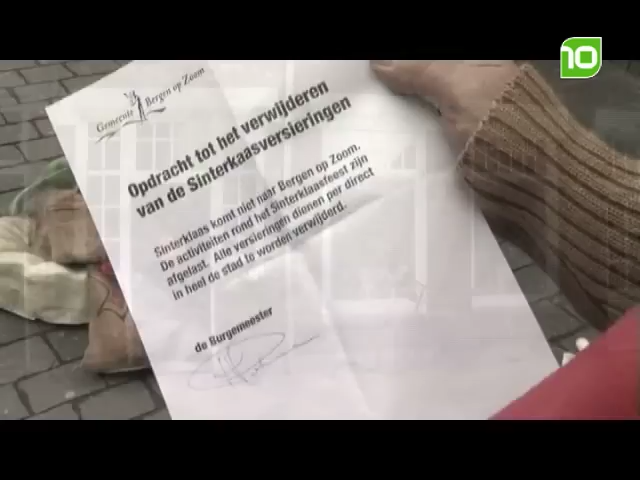 10
Gemeente Bergen op Zoom
Opdracht tot het verwijderen
van de Sinterkaasversieringen
Sinterklaas komt niet naar Bergen op Zoom.
De activiteiten rond het Sinterklaasfeest zijn
afgelast. Alle versieringen dienen per direct
in heel de stad te worden verwijderd.
de Burgemeester